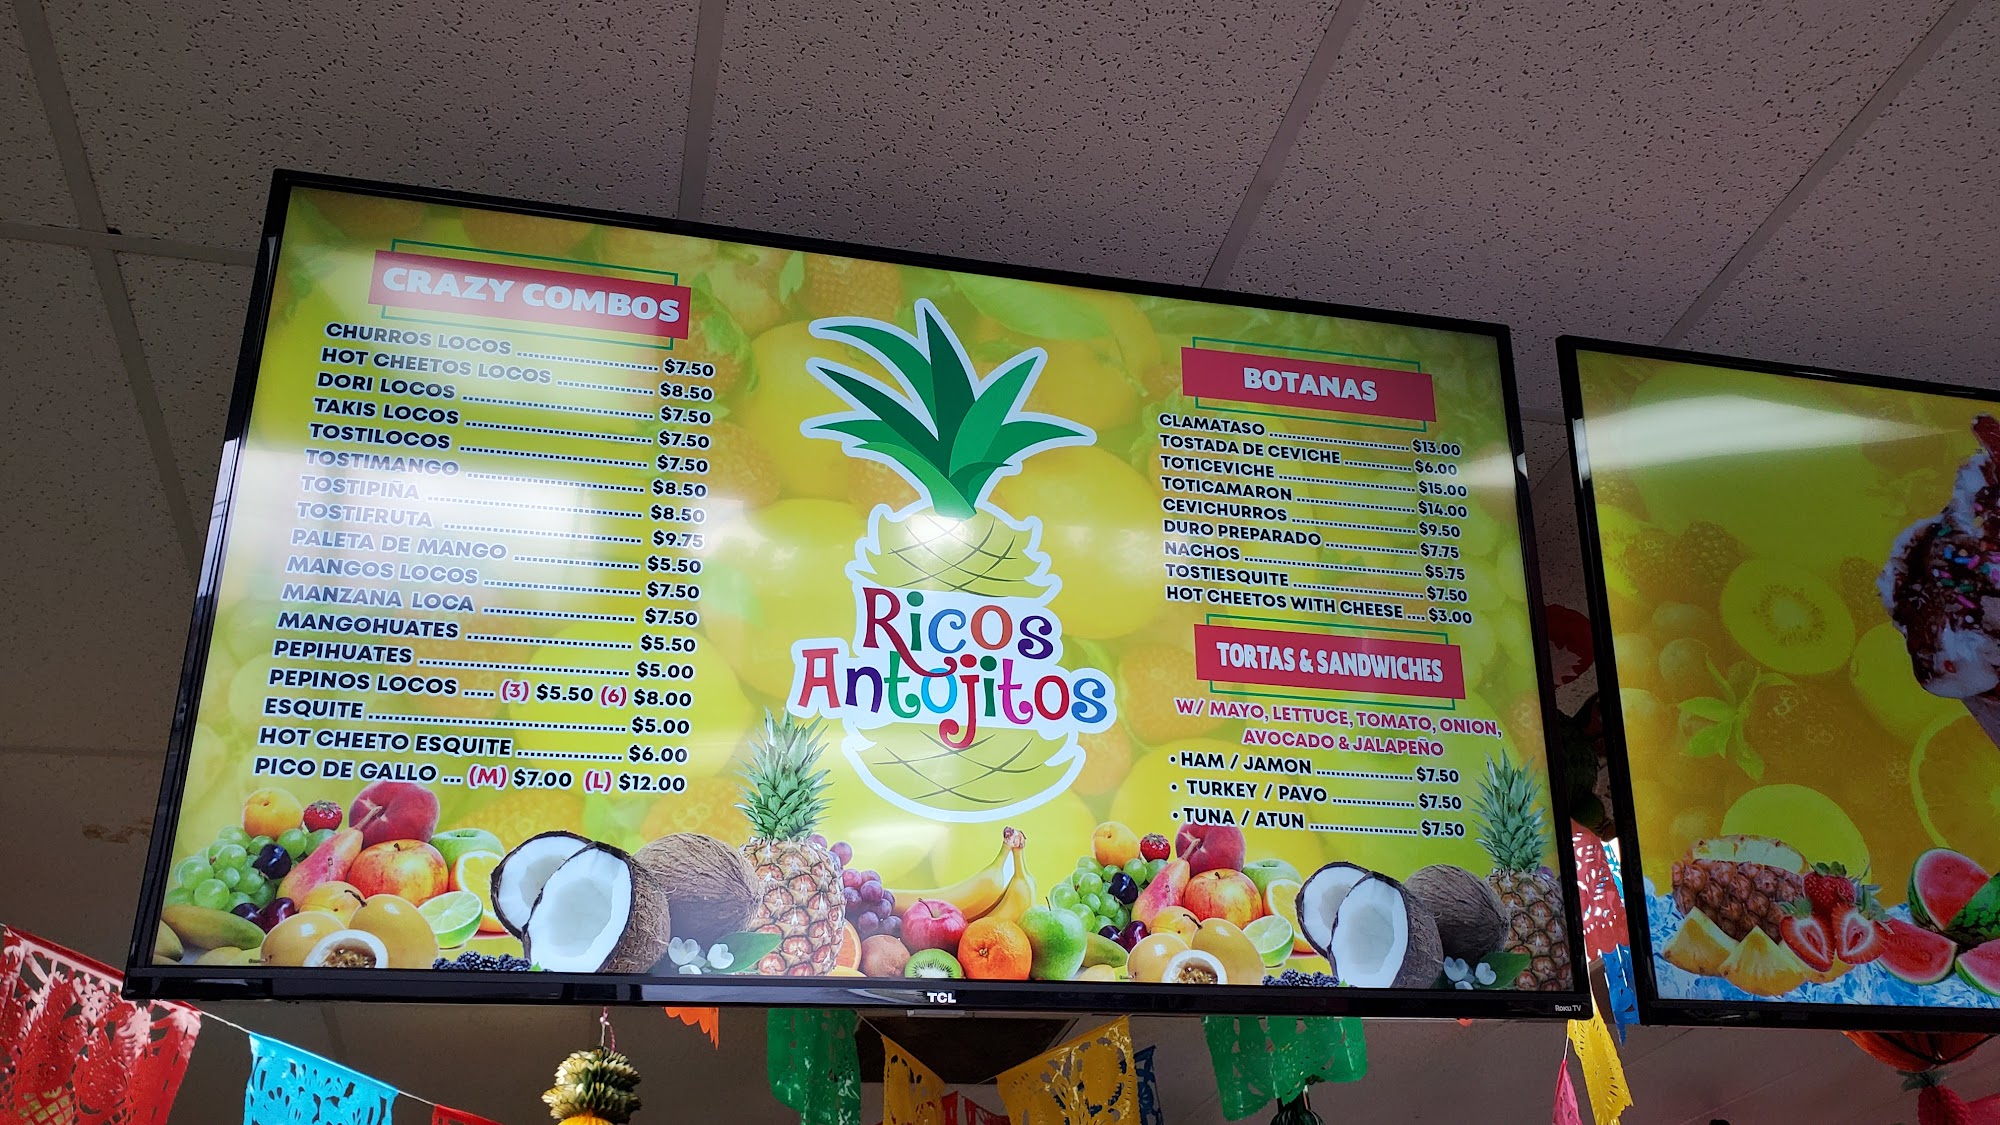 CRAZY COMBOS
CHURROS LOCOS ........ $7.50
HOT CHEETOS LOCOS ........ $8.50
DORI LOCOS ........ $7.50
TAKIS LOCOS ........ $7.50
TOSTILOCOS ........ $7.50
TOSTIMANGO ........ $8.50
TOSTIPIÑA ........ $8.50
TOSTIFRUTA ........ $9.75
PALETA DE MANGO ........ $5.50
MANGOS LOCOS ........ $7.50
MANZANA LOCA ........ $7.50
MANGOHUATES ........ $5.50
PEPIHUATES ........ $5.00
PEPINOS LOCOS ..... (3) $5.50 (6) $8.00
ESQUITE ........ $5.00
HOT CHEETO ESQUITE ........ $6.00
PICO DE GALLO ... (M) $7.00 (L) $12.00
Ricos
Antojitos
BOTANAS
CLAMATASO ........ $13.00
TOSTADA DE CEVICHE ........ $6.00
TOTICEVICHE ........ $15.00
TOTICAMARON ........ $14.00
CEVICHURROS ........ $9.50
DURO PREPARADO ........ $7.75
NACHOS ........ $5.75
TOSTIESQUITE ........ $7.50
HOT CHEETOS WITH CHEESE .... $3.00
TORTAS & SANDWICHES
W/ MAYO, LETTUCE, TOMATO, ONION,
AVOCADO & JALAPEÑO
• HAM / JAMON ........ $7.50
• TURKEY / PAVO ........ $7.50
• TUNA / ATUN ........ $7.50
TCL
Roku TV